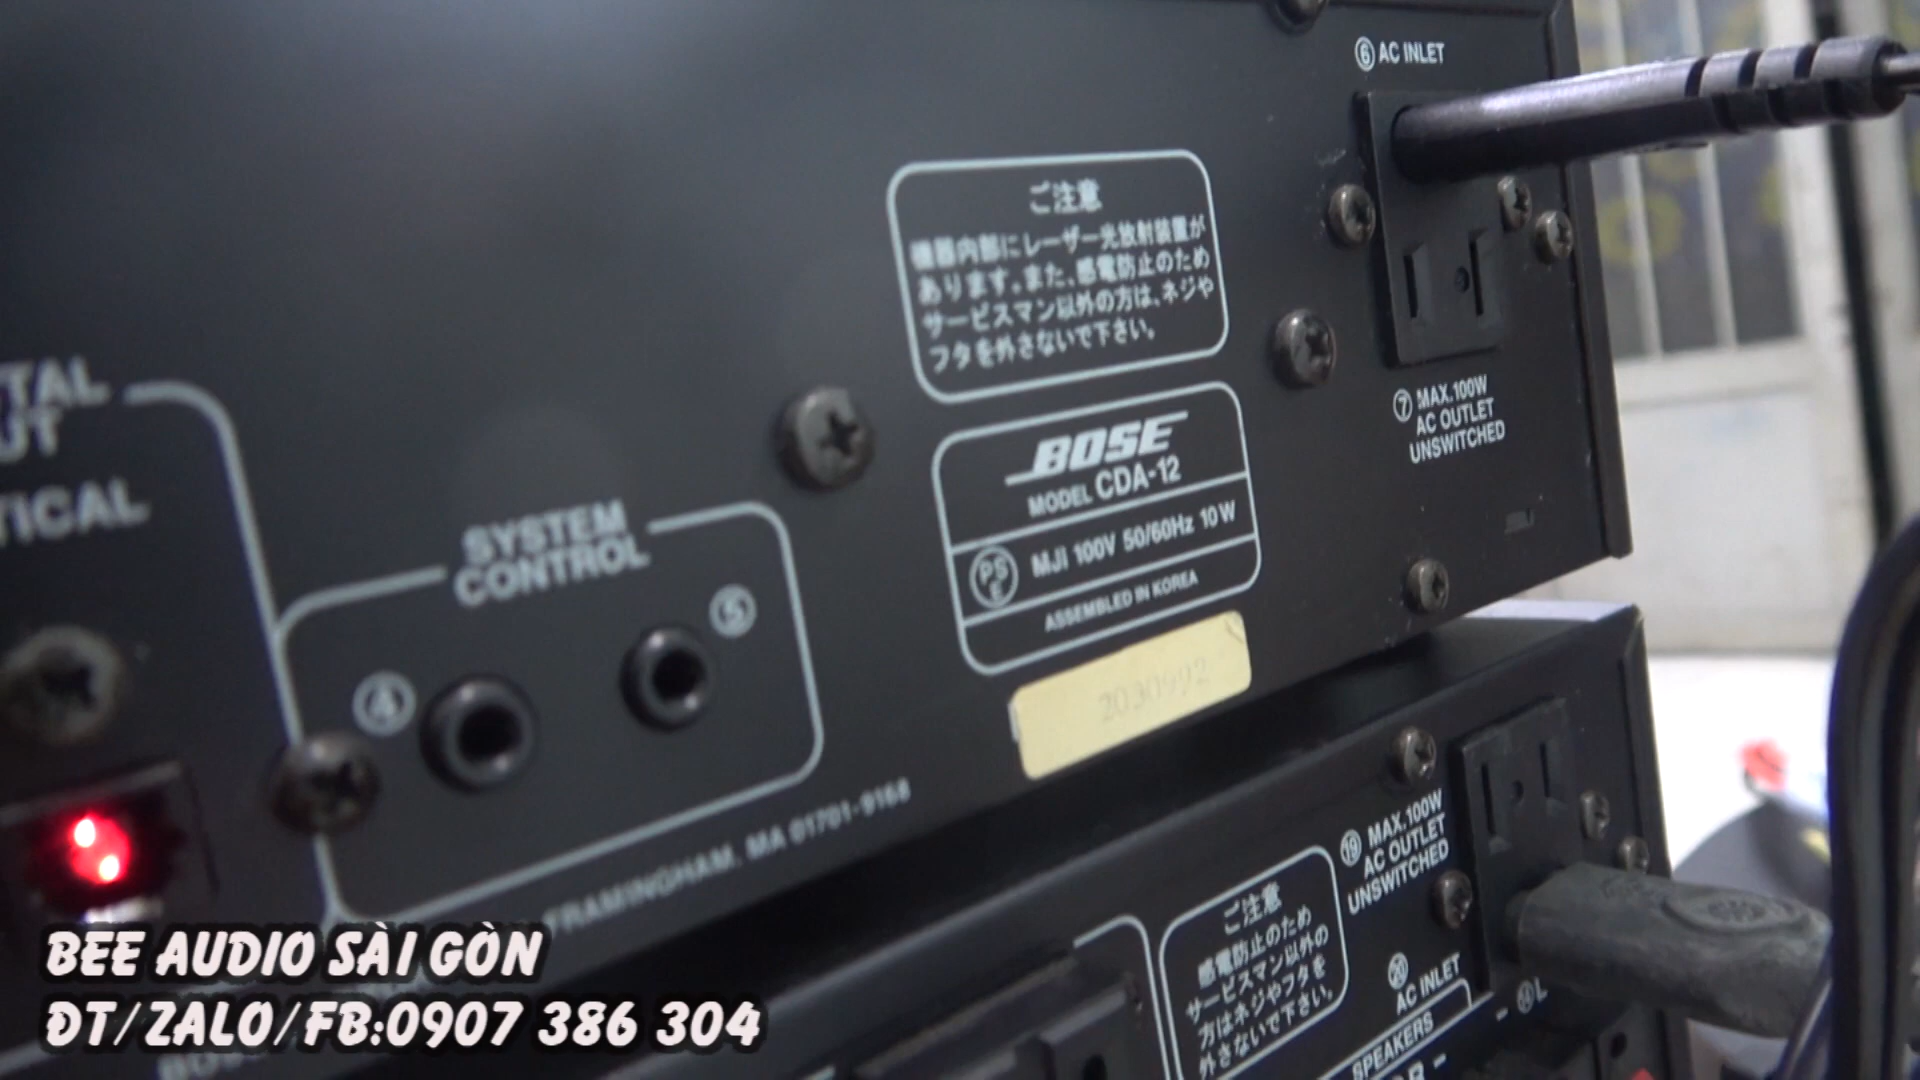 ⑥ AC INLET
ご注意
機器内部にレーザー光放射装置が
あります。また、感電防止のため
サービスマン以外の方は、ネジや
フタを外さないで下さい。
⑦ MAX.100W
AC OUTLET
UNSWITCHED
BOSE
MODEL CDA-12
PS E MJI 100V 50/60Hz 10W
ASSEMBLED IN KOREA
2030992
SYSTEM
CONTROL
④ ⑤
FRAMINGHAM, MA 01701-9168
⑲ MAX.100W
AC OUTLET
UNSWITCHED
ご注意
感電防止のため
サービスマン以外の
方はネジやフタを
外さないで下さい。
⑳ AC INLET
SPEAKERS
BEE AUDIO SÀI GÒN
ĐT/ZALO/FB:0907 386 304